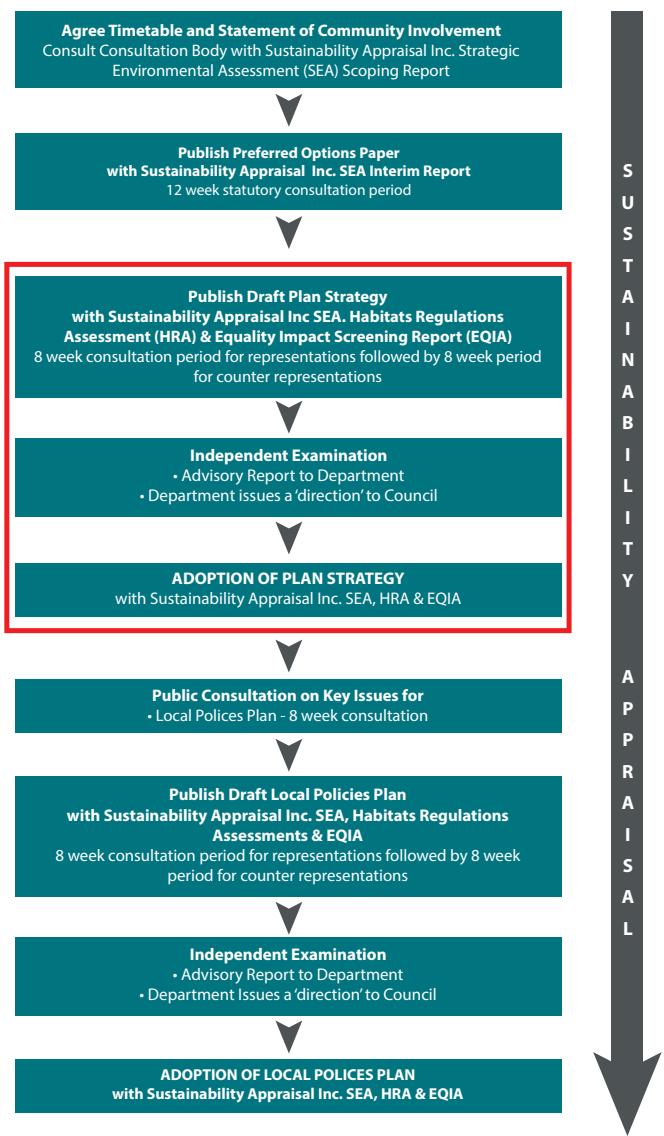 Agree Timetable and Statement of Community Involvement
Consult Consultation Body with Sustainability Appraisal Inc. Strategic
Environmental Assessment (SEA) Scoping Report
Publish Preferred Options Paper
with Sustainability Appraisal Inc. SEA Interim Report
12 week statutory consultation period
Publish Draft Plan Strategy
with Sustainability Appraisal Inc SEA. Habitats Regulations
Assessment (HRA) & Equality Impact Screening Report (EQIA)
8 week consultation period for representations followed by 8 week period
for counter representations
Independent Examination
• Advisory Report to Department
• Department issues a 'direction' to Council
ADOPTION OF PLAN STRATEGY
with Sustainability Appraisal Inc. SEA, HRA & EQIA
Public Consultation on Key Issues for
• Local Polices Plan - 8 week consultation
Publish Draft Local Policies Plan
with Sustainability Appraisal Inc. SEA, Habitats Regulations
Assessments & EQIA
8 week consultation period for representations followed by 8 week
period for counter representations
Independent Examination
• Advisory Report to Department
• Department Issues a 'direction' to Council
ADOPTION OF LOCAL POLICES PLAN
with Sustainability Appraisal Inc. SEA, HRA & EQIA
SUSTAINABILITY APPRAISAL